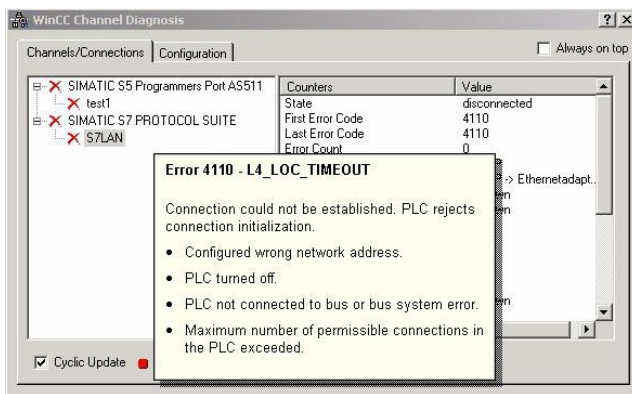 WinCC Channel Diagnosis
Channels/Connections
Configuration
Always on top
SIMATIC S5 Programmers Port AS511
test1
SIMATIC S7 PROTOCOL SUITE
S7LAN
Counters Value
State disconnected
First Error Code 4110
Last Error Code 4110
Error Count 0
-> Ethernetadapt..
Error 4110 - L4_LOC_TIMEOUT
Connection could not be established. PLC rejects
connection initialization.
• Configured wrong network address.
• PLC turned off.
• PLC not connected to bus or bus system error.
• Maximum number of permissible connections in
the PLC exceeded.
Cyclic Update